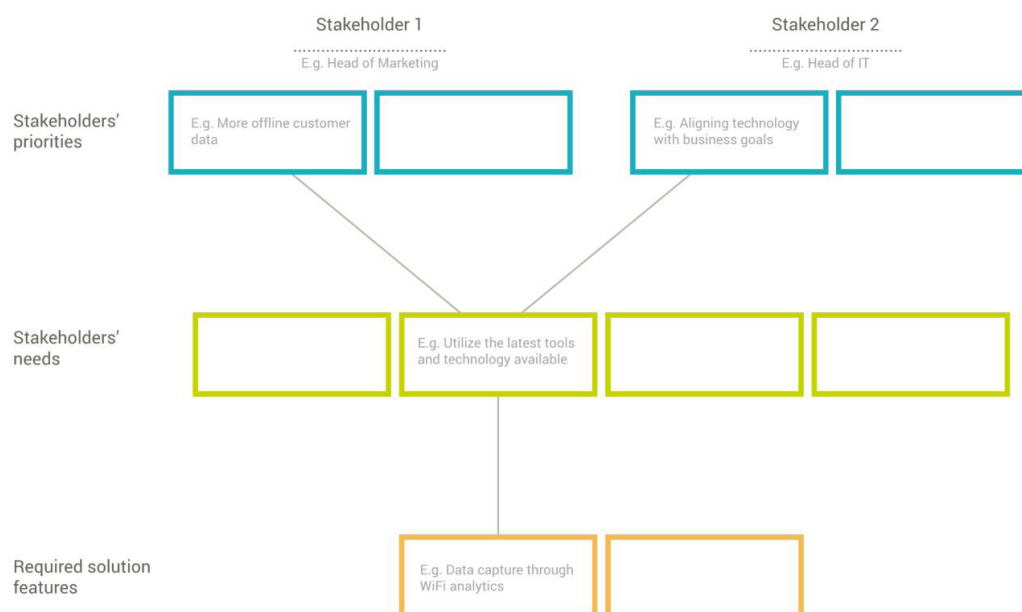 Stakeholder 1
Stakeholder 2
E.g. Head of Marketing
E.g. Head of IT
Stakeholders’
priorities
E.g. More offline customer
data
E.g. Aligning technology
with business goals
Stakeholders’
needs
E.g. Utilize the latest tools
and technology available
Required solution
features
E.g. Data capture through
WiFi analytics